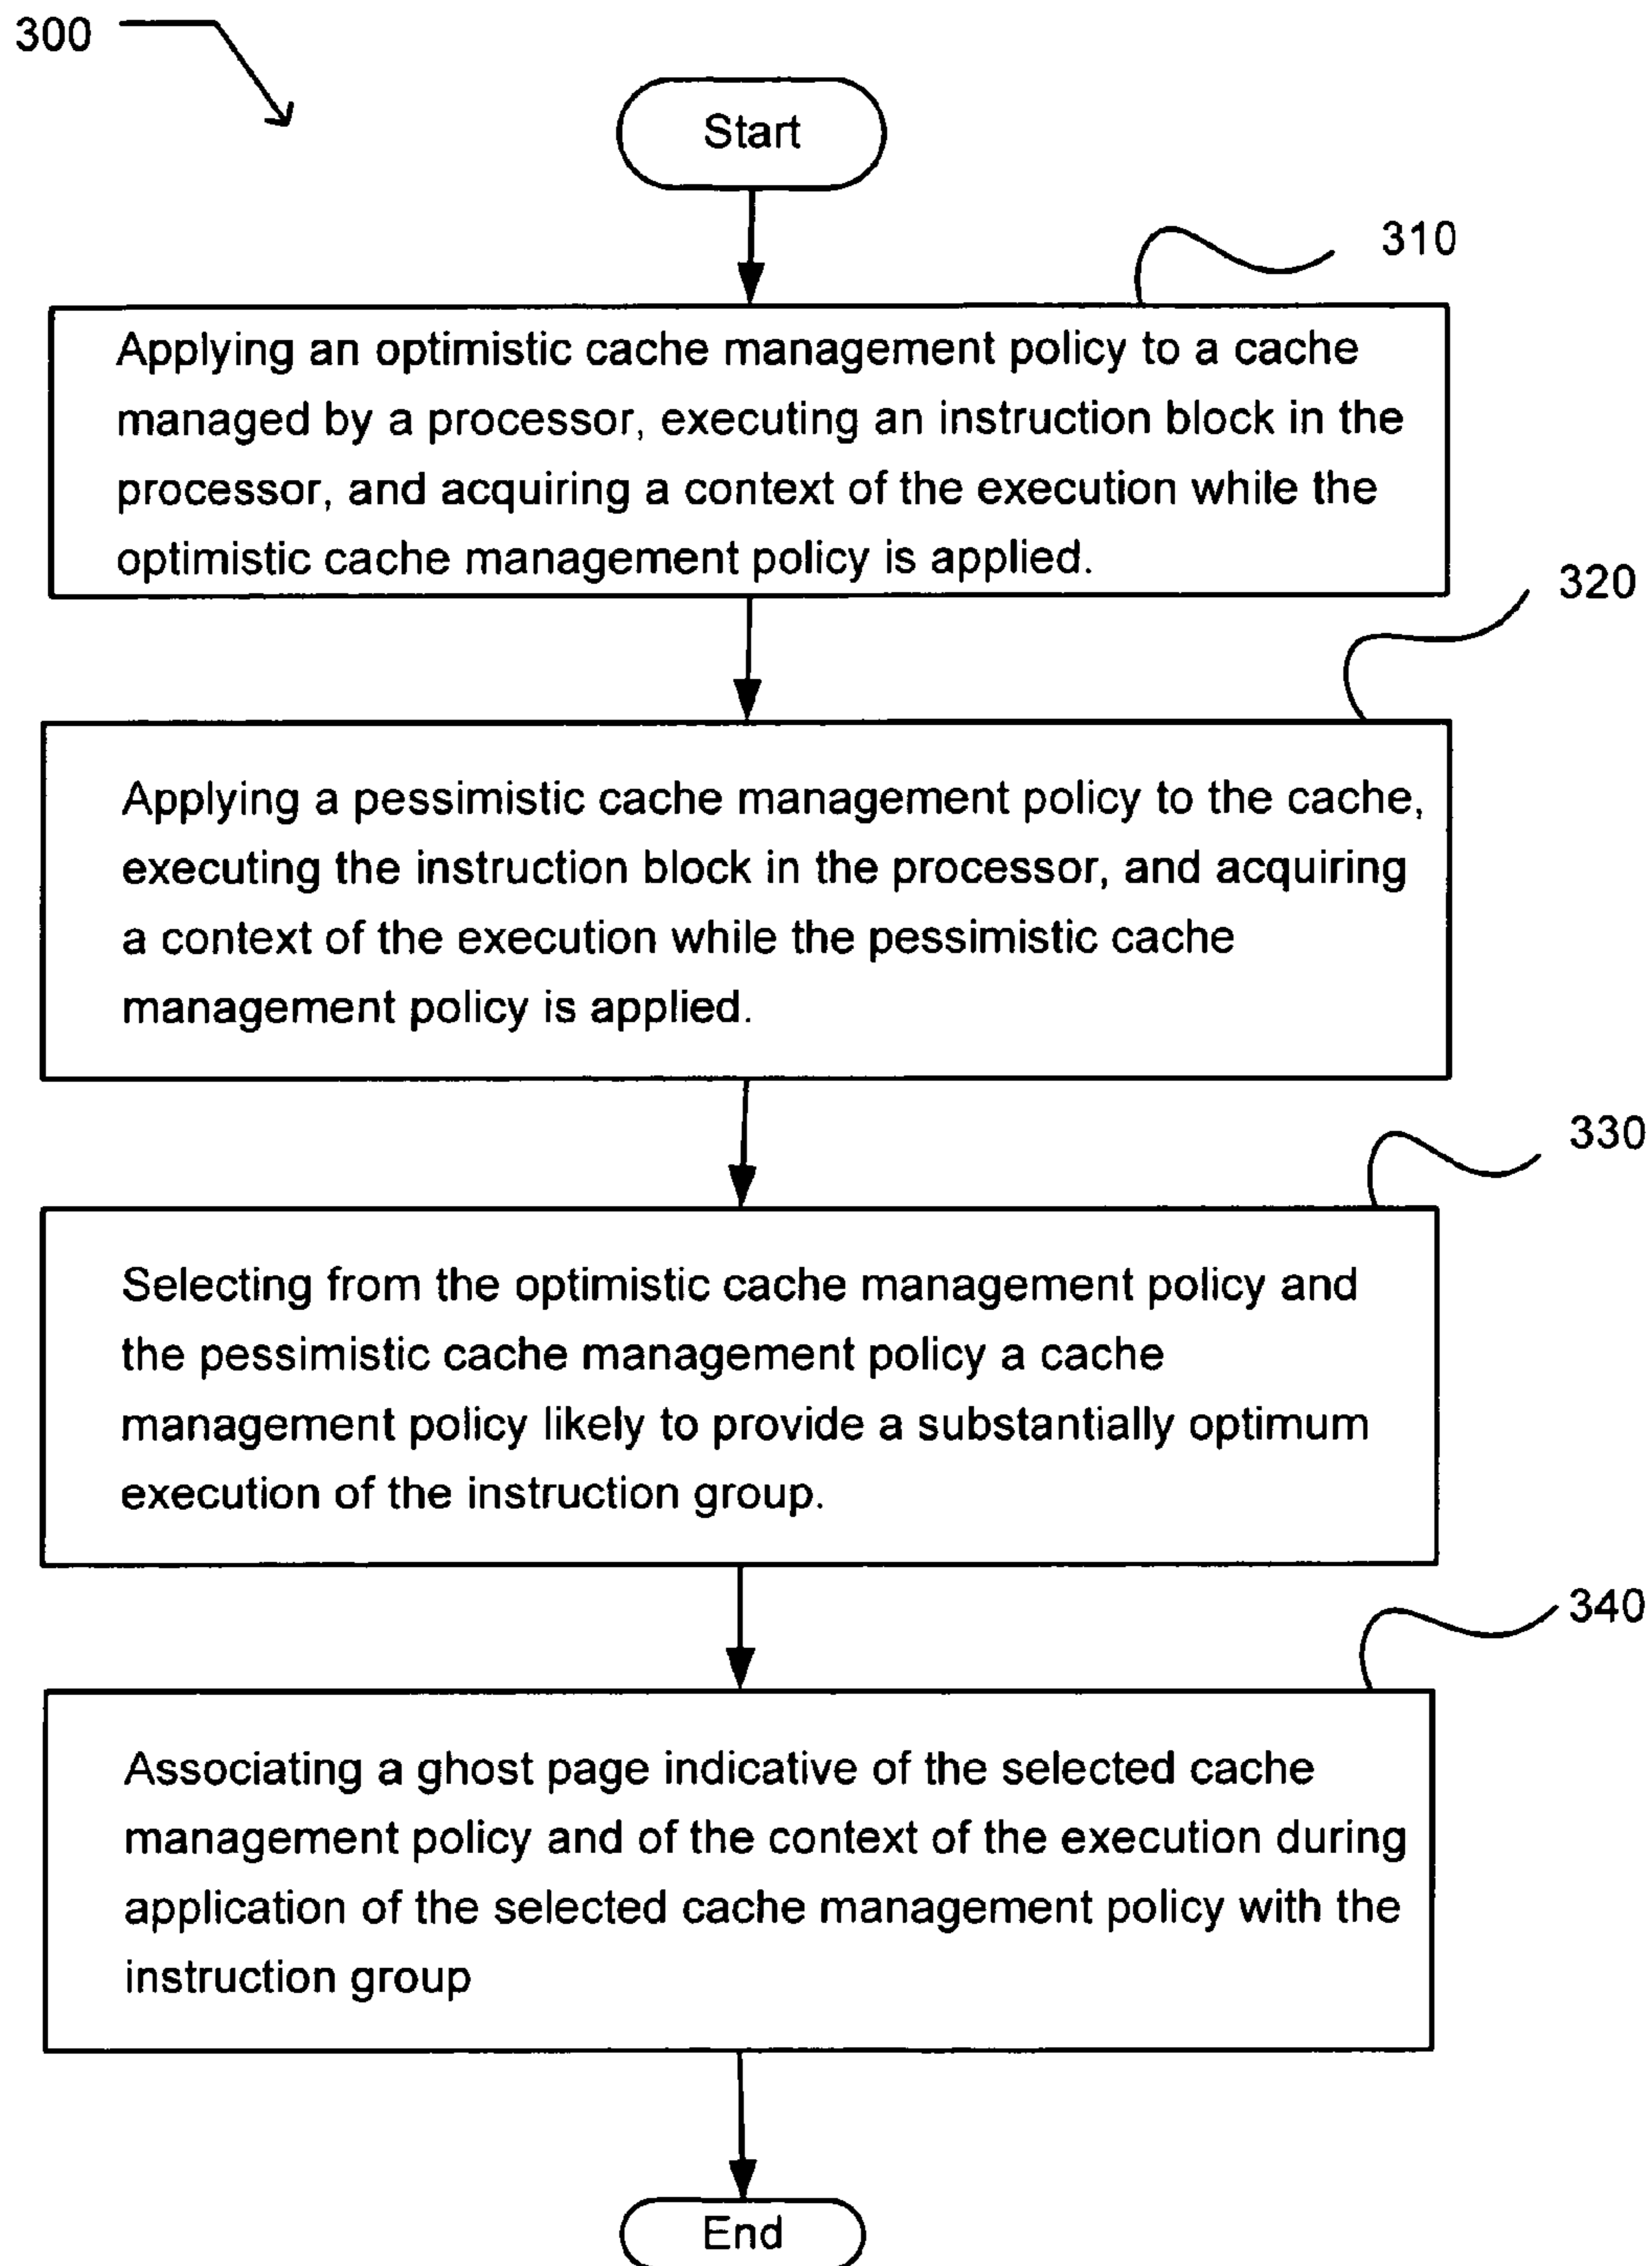 300
Start
310
Applying an optimistic cache management policy to a cache
managed by a processor, executing an instruction block in the
processor, and acquiring a context of the execution while the
optimistic cache management policy is applied.
320
Applying a pessimistic cache management policy to the cache,
executing the instruction block in the processor, and acquiring
a context of the execution while the pessimistic cache
management policy is applied.
330
Selecting from the optimistic cache management policy and
the pessimistic cache management policy a cache
management policy likely to provide a substantially optimum
execution of the instruction group.
340
Associating a ghost page indicative of the selected cache
management policy and of the context of the execution during
application of the selected cache management policy with the
instruction group
End